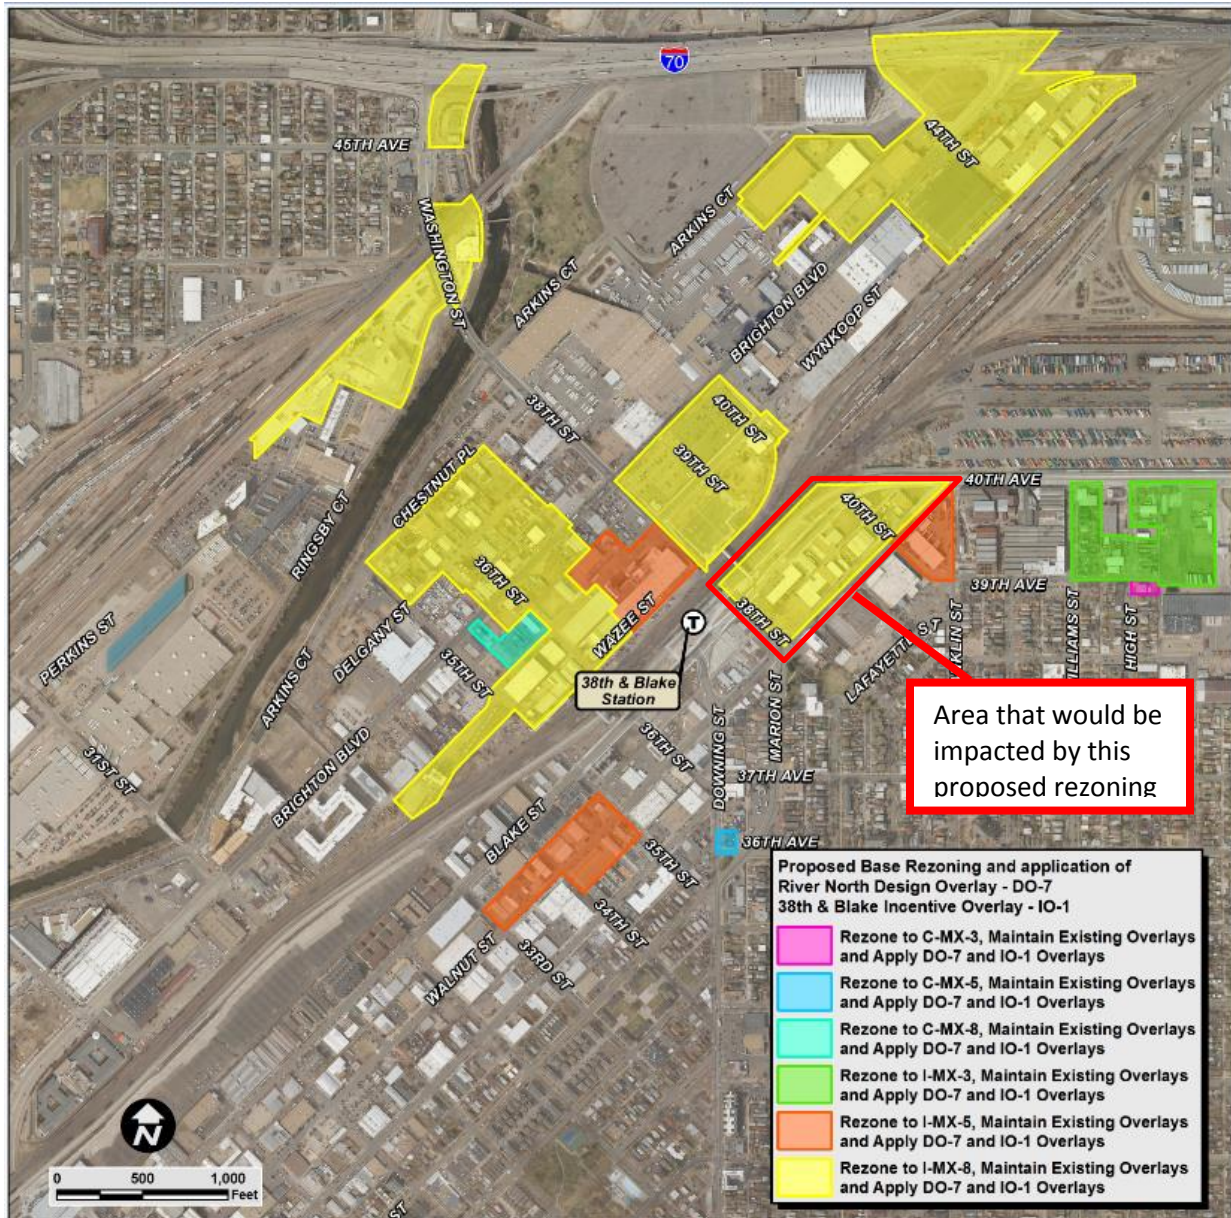 70
45TH AVE
WASHINGTON ST
44TH ST
ARKINS CT
ARKINS CT
BRIGHTON BLVD
WYNKOOP ST
38TH ST
40TH ST
39TH ST
CHESTNUT PL
40TH AVE
40TH ST
RINGSBY CT
36TH ST
39TH AVE
38TH ST
WAZEE ST
T
38th & Blake
Station
PERKINS ST
DELGANY ST
35TH ST
ARKINS CT
MARION ST
LAFAYETTE ST
KLIN ST
ILLIAMS ST
HIGH ST
Area that would be
impacted by this
proposed rezoning
31ST ST
BRIGHTON BLVD
36TH ST
DOWNING ST
37TH AVE
BLAKE ST
35TH ST
36TH AVE
34TH ST
33RD ST
WALNUT ST
Proposed Base Rezoning and application of
River North Design Overlay - DO-7
38th & Blake Incentive Overlay - IO-1
Rezone to C-MX-3, Maintain Existing Overlays
and Apply DO-7 and IO-1 Overlays
Rezone to C-MX-5, Maintain Existing Overlays
and Apply DO-7 and IO-1 Overlays
Rezone to C-MX-8, Maintain Existing Overlays
and Apply DO-7 and IO-1 Overlays
Rezone to I-MX-3, Maintain Existing Overlays
and Apply DO-7 and IO-1 Overlays
Rezone to I-MX-5, Maintain Existing Overlays
and Apply DO-7 and IO-1 Overlays
Rezone to I-MX-8, Maintain Existing Overlays
and Apply DO-7 and IO-1 Overlays
N
0 500 1,000
Feet
ST